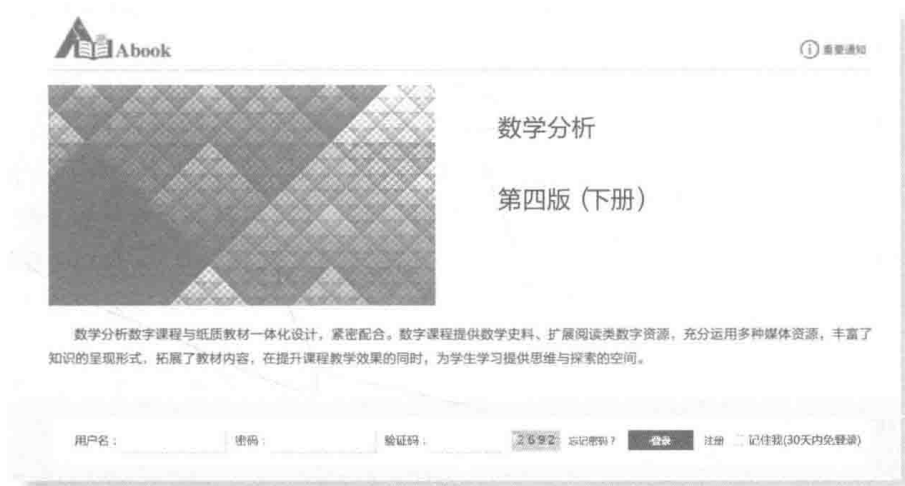 Abook
重要通知
数学分析
第四版（下册）
数学分析数字课程与纸质教材一体化设计，紧密配合。数字课程提供数学史料、扩展阅读类数字资源，充分运用多种媒体资源，丰富了
知识的呈现形式，拓展了教材内容，在提升课程教学效果的同时，为学生学习提供思维与探索的空间。
用户名： 密码： 验证码： 2692 忘记密码？ 登录 注册 记住我(30天内免登录)